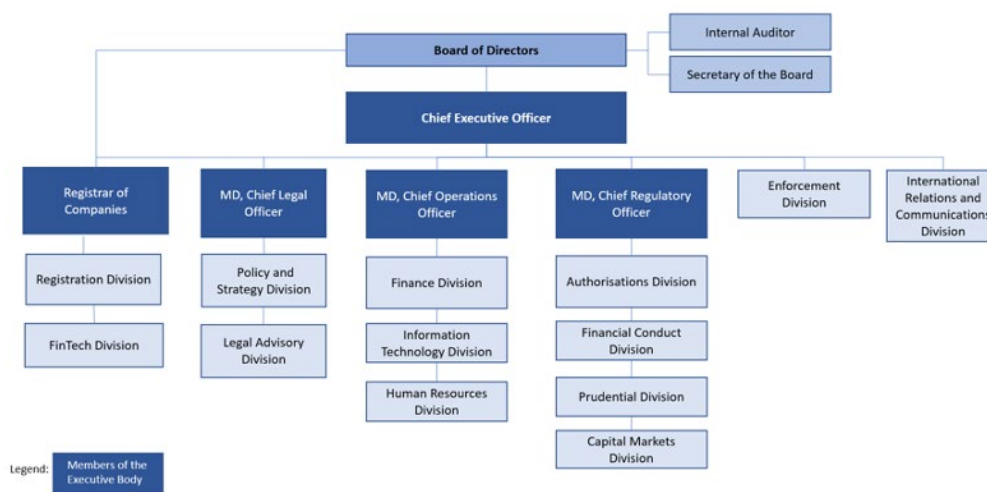 Board of Directors
Internal Auditor
Secretary of the Board
Chief Executive Officer
Registrar of
Companies
MD, Chief Legal
Officer
MD, Chief Operations
Officer
MD, Chief Regulatory
Officer
Enforcement
Division
International
Relations and
Communications
Division
Registration Division
FinTech Division
Policy and
Strategy Division
Legal Advisory
Division
Finance Division
Information
Technology Division
Human Resources
Division
Authorisations Division
Financial Conduct
Division
Prudential Division
Capital Markets
Division
Legend:
Members of the
Executive Body